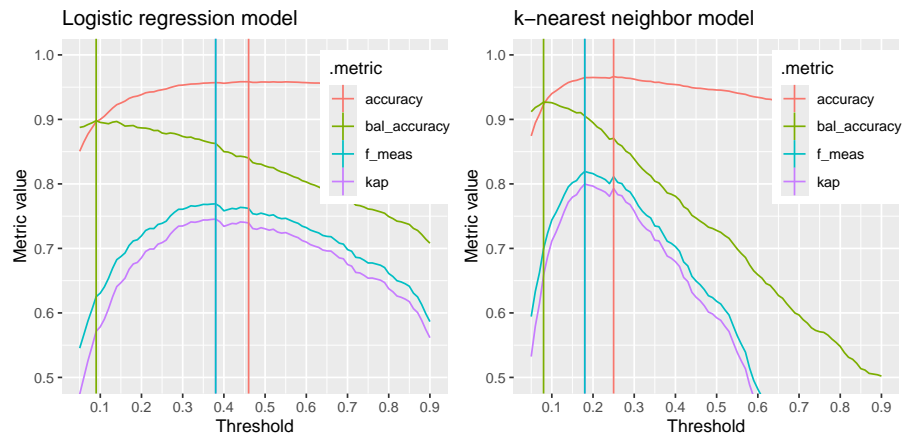 Logistic regression model
Metric value
1.0
0.9
0.8
0.7
0.6
0.5
.metric
accuracy
bal_accuracy
f_meas
kap
0.1 0.2 0.3 0.4 0.5 0.6 0.7 0.8 0.9
Threshold
k−nearest neighbor model
Metric value
1.0
0.9
0.8
0.7
0.6
0.5
.metric
accuracy
bal_accuracy
f_meas
kap
0.1 0.2 0.3 0.4 0.5 0.6 0.7 0.8 0.9
Threshold